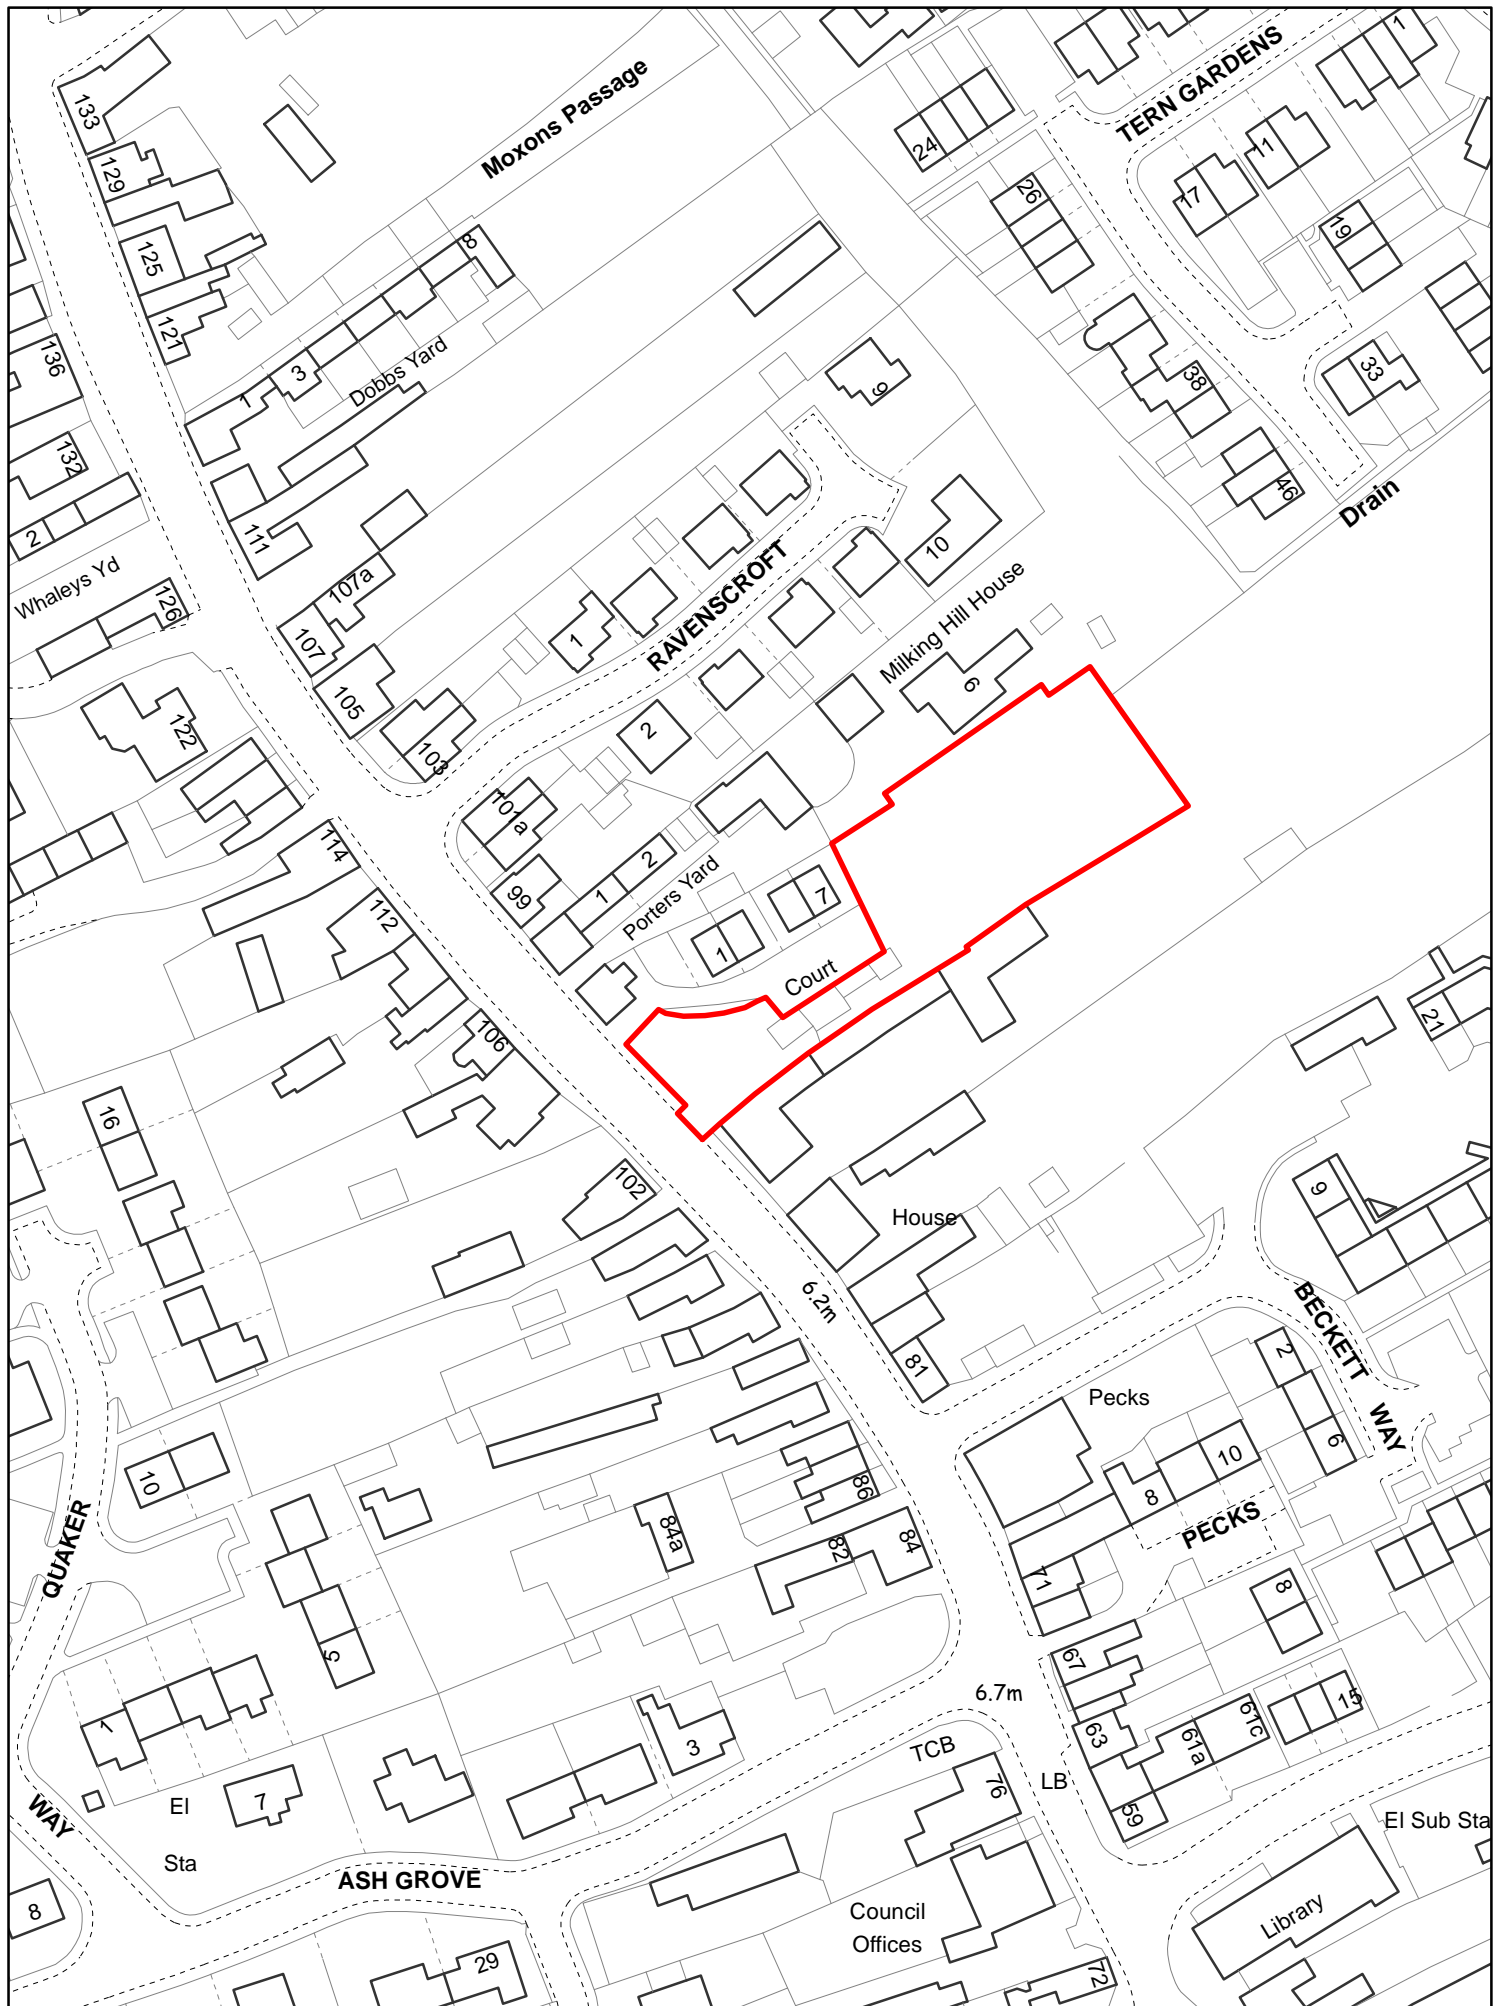 1
TERN GARDENS
133
Moxons Passage
24
11
129
17
26
19
8
125
121
136
Dobbs Yard
3
33
1
9
38
132
46
Drain
2
111
10
Whaleys Yd
107a
RAVENSCROFT
126
1
107
Milking Hill House
6
105
2
122
103
101a
114
2
99
1
7
112
Porters Yard
1
Court
21
106
16
102
9
House
6.2m
BECKETT
2
81
Pecks
WAY
6
10
10
86
8
QUAKER
84a
PECKS
84
82
71
8
5
67
6.7m
15
61c
1
63
3
61a
TCB
76
LB
El
7
59
WAY
El Sub Sta
Sta
ASH GROVE
8
Council
Offices
Library
29
72